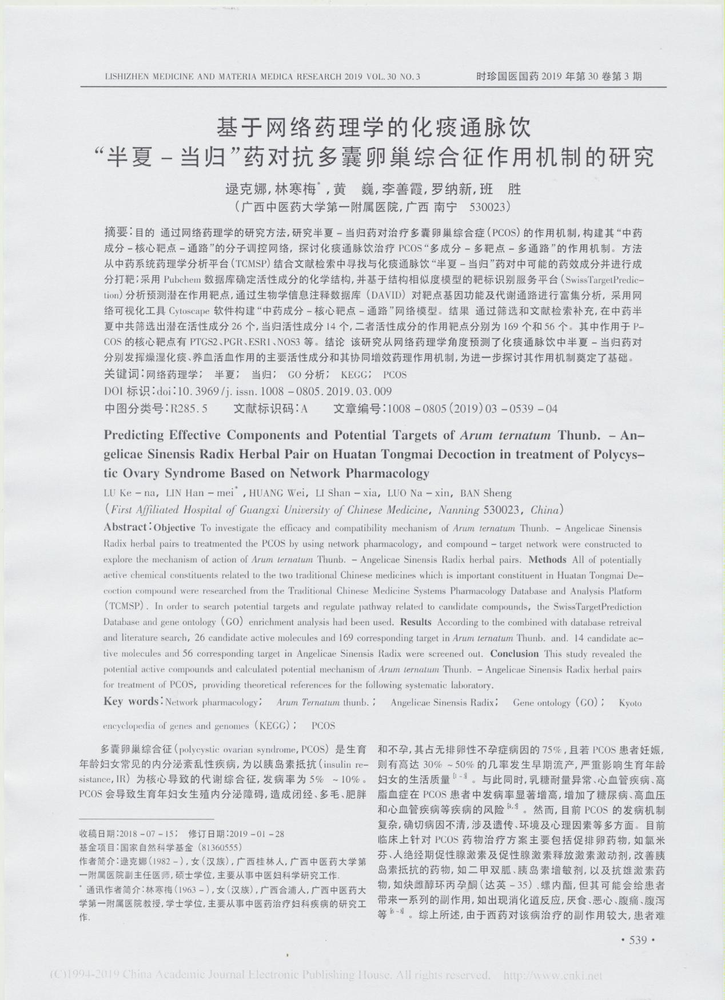 LISHIZHEN MEDICINE AND MATERIA MEDICA RESEARCH 2019 VOL. 30 NO. 3
时珍国医国药 2019 年第 30 卷第 3 期
基于网络药理学的化痰通脉饮
“半夏－当归”药对抗多囊卵巢综合征作用机制的研究
逯克娜,林寒梅*,黄 巍,李善霞,罗纳新,班 胜
(广西中医药大学第一附属医院,广西 南宁 530023)
摘要:目的 通过网络药理学的研究方法,研究半夏－当归药对治疗多囊卵巢综合症(PCOS)的作用机制,构建其“中药
成分－核心靶点－通路”的分子调控网络, 探讨化痰通脉饮治疗 PCOS“多成分－多靶点－多通路”的作用机制。方法
从中药系统药理学分析平台(TCMSP)结合文献检索中寻找与化痰通脉饮“半夏－当归”药对中可能的药效成分并进行成
分打靶;采用 Pubchem 数据库确定活性成分的化学结构,并基于结构相似度模型的靶标识别服务平台(SwissTargetPredic-
tion)分析预测潜在作用靶点,通过生物学信息注释数据库(DAVID)对靶点基因功能及代谢通路进行富集分析, 采用网
络可视化工具 Cytoscape 软件构建“中药成分－核心靶点－通路”网络模型。结果 通过筛选和文献检索补充,在中药半
夏中共筛选出潜在活性成分 26 个,当归活性成分 14 个,二者活性成分的作用靶点分别为 169 个和 56 个。其中作用于 P-
COS 的核心靶点有 PTGS2、PGR、ESR1、NOS3 等。结论 该研究从网络药理学角度预测了化痰通脉饮中半夏－当归药对
分别发挥燥湿化痰、养血活血作用的主要活性成分和其协同增效药理作用机制,为进一步探讨其作用机制奠定了基础。
关键词:网络药理学; 半夏; 当归; GO 分析; KEGG; PCOS
DOI 标识:doi:10. 3969/j. issn. 1008－0805. 2019. 03. 009
中图分类号:R285. 5 文献标识码:A 文章编号:1008－0805(2019)03－0539－04
Predicting Effective Components and Potential Targets of Arum ternatum Thunb. － An-
gelicae Sinensis Radix Herbal Pair on Huatan Tongmai Decoction in treatment of Polycys-
tic Ovary Syndrome Based on Network Pharmacology
LU Ke－na, LIN Han－mei*, HUANG Wei, LI Shan－xia, LUO Na－xin, BAN Sheng
(First Affiliated Hospital of Guangxi University of Chinese Medicine, Nanning 530023, China)
Abstract:Objective To investigate the efficacy and compatibility mechanism of Arum ternatum Thunb. － Angelicae Sinensis
Radix herbal pairs to treatmented the PCOS by using network pharmacology, and compound－target network were constructed to
explore the mechanism of action of Arum ternatum Thunb. － Angelicae Sinensis Radix herbal pairs. Methods All of potentially
active chemical constituents related to the two traditional Chinese medicines which is important constituent in Huatan Tongmai De-
coction compound were researched from the Traditional Chinese Medicine Systems Pharmacology Database and Analysis Platform
(TCMSP). In order to search potential targets and regulate pathway related to candidate compounds, the SwissTargetPrediction
Database and gene ontology (GO) enrichment analysis had been used. Results According to the combined with database retreival
and literature search, 26 candidate active molecules and 169 corresponding target in Arum ternatum Thunb. and. 14 candidate ac-
tive molecules and 56 corresponding target in Angelicae Sinensis Radix were screened out. Conclusion This study revealed the
potential active compounds and calculated potential mechanism of Arum ternatum Thunb. － Angelicae Sinensis Radix herbal pairs
for treatment of PCOS, providing theoretical references for the following systematic laboratory.
Key words:Network pharmacology; Arum Ternatum thunb. ; Angelicae Sinensis Radix; Gene ontology (GO); Kyoto
encyclopedia of genes and genomes (KEGG); PCOS
多囊卵巢综合征(polycystic ovarian syndrome, PCOS)是生育
年龄妇女常见的内分泌紊乱性疾病,为以胰岛素抵抗(insulin re-
sistance, IR)为核心导致的代谢综合征,发病率为 5% ~10%。
PCOS 会导致生育年妇女生殖内分泌障碍,造成闭经、多毛、肥胖
收稿日期:2018－07－15; 修订日期:2019－01－28
基金项目:国家自然科学基金(81360555)
作者简介:逯克娜(1982－),女(汉族),广西桂林人,广西中医药大学第
一附属医院副主任医师,硕士学位,主要从事中医妇科学研究工作.
* 通讯作者简介:林寒梅(1963－),女(汉族),广西合浦人,广西中医药大
学第一附属医院教授,学士学位,主要从事中医药治疗妇科疾病的研究工
作.
和不孕,其占无排卵性不孕症病因的 75%,且若 PCOS 患者妊娠,
则有高达 30% ~50%的几率发生早期流产,严重影响生育年龄
妇女的生活质量[1~3]。与此同时,乳糖耐量异常、心血管疾病、高
脂血症在 PCOS 患者中发病率显著增高,增加了糖尿病、高血压
和心血管疾病等疾病的风险[4,5]。然而,目前 PCOS 的发病机制
复杂,确切病因不清,涉及遗传、环境及心理因素等多方面。目前
临床上针对 PCOS 药物治疗方案主要包括促排卵药物,如氯米
芬、人绝经期促性腺激素及促性腺激素释放激素激动剂,改善胰
岛素抵抗的药物,如二甲双胍、胰岛素增敏剂,以及抗雄激素药
物,如炔雌醇环丙孕酮(达英－35)、螺内酯,但其可能会给患者
带来一系列的副作用,如出现消化道反应,厌食、恶心、腹痛、腹泻
等[6~8]。综上所述,由于西药对该病治疗的副作用较大,患者难
·539·
(C)1994-2019 China Academic Journal Electronic Publishing House. All rights reserved. http://www.cnki.net